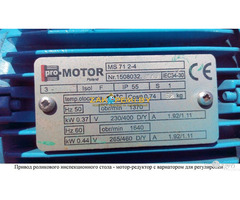 pro-MOTOR
Poland
MS 71 2-4
Nr.1508032
IEC34-30
3~ Isol F IP 55 S 1
Hz 50 obr/min 1370
kW 0.37 V 230/400 D/Y A 1.92/1.11
Hz 60 obr/min 1640
kW 0.44 V 265/460 D/Y A 1.92/1.11
Привод роликового инспекционного стола - мотор-редуктор с вариатором для регулировки